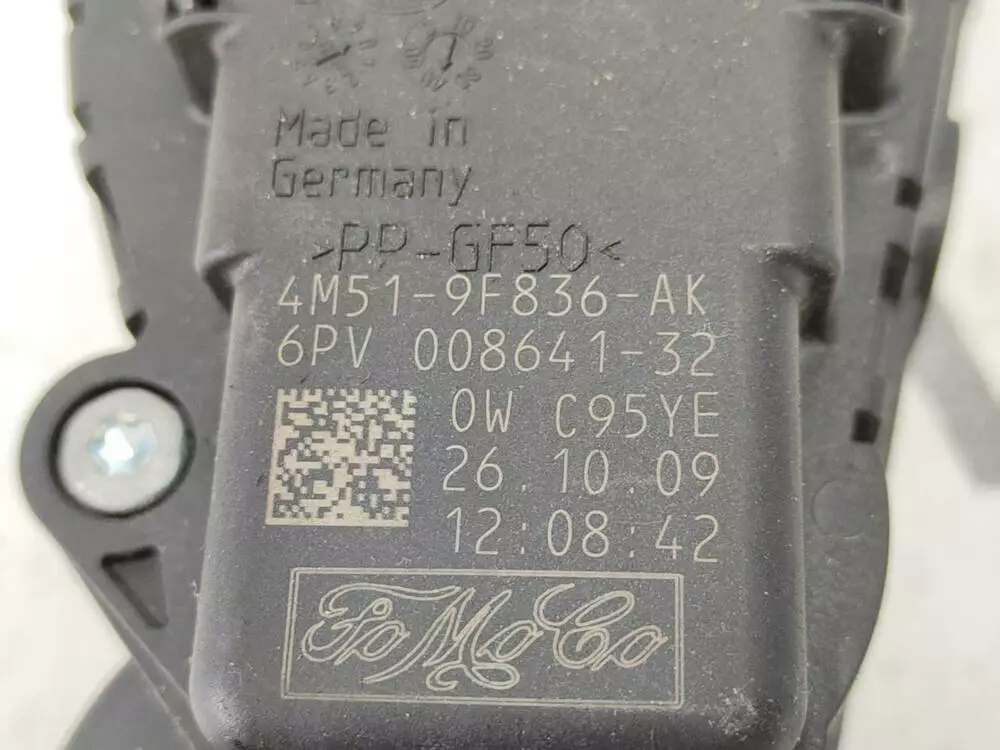 Made in
Germany
>PP-GF50<
4M51-9F836-AK
6PV 008641-32
0W C95YE
26.10.09
12:08:42
FoMoCo